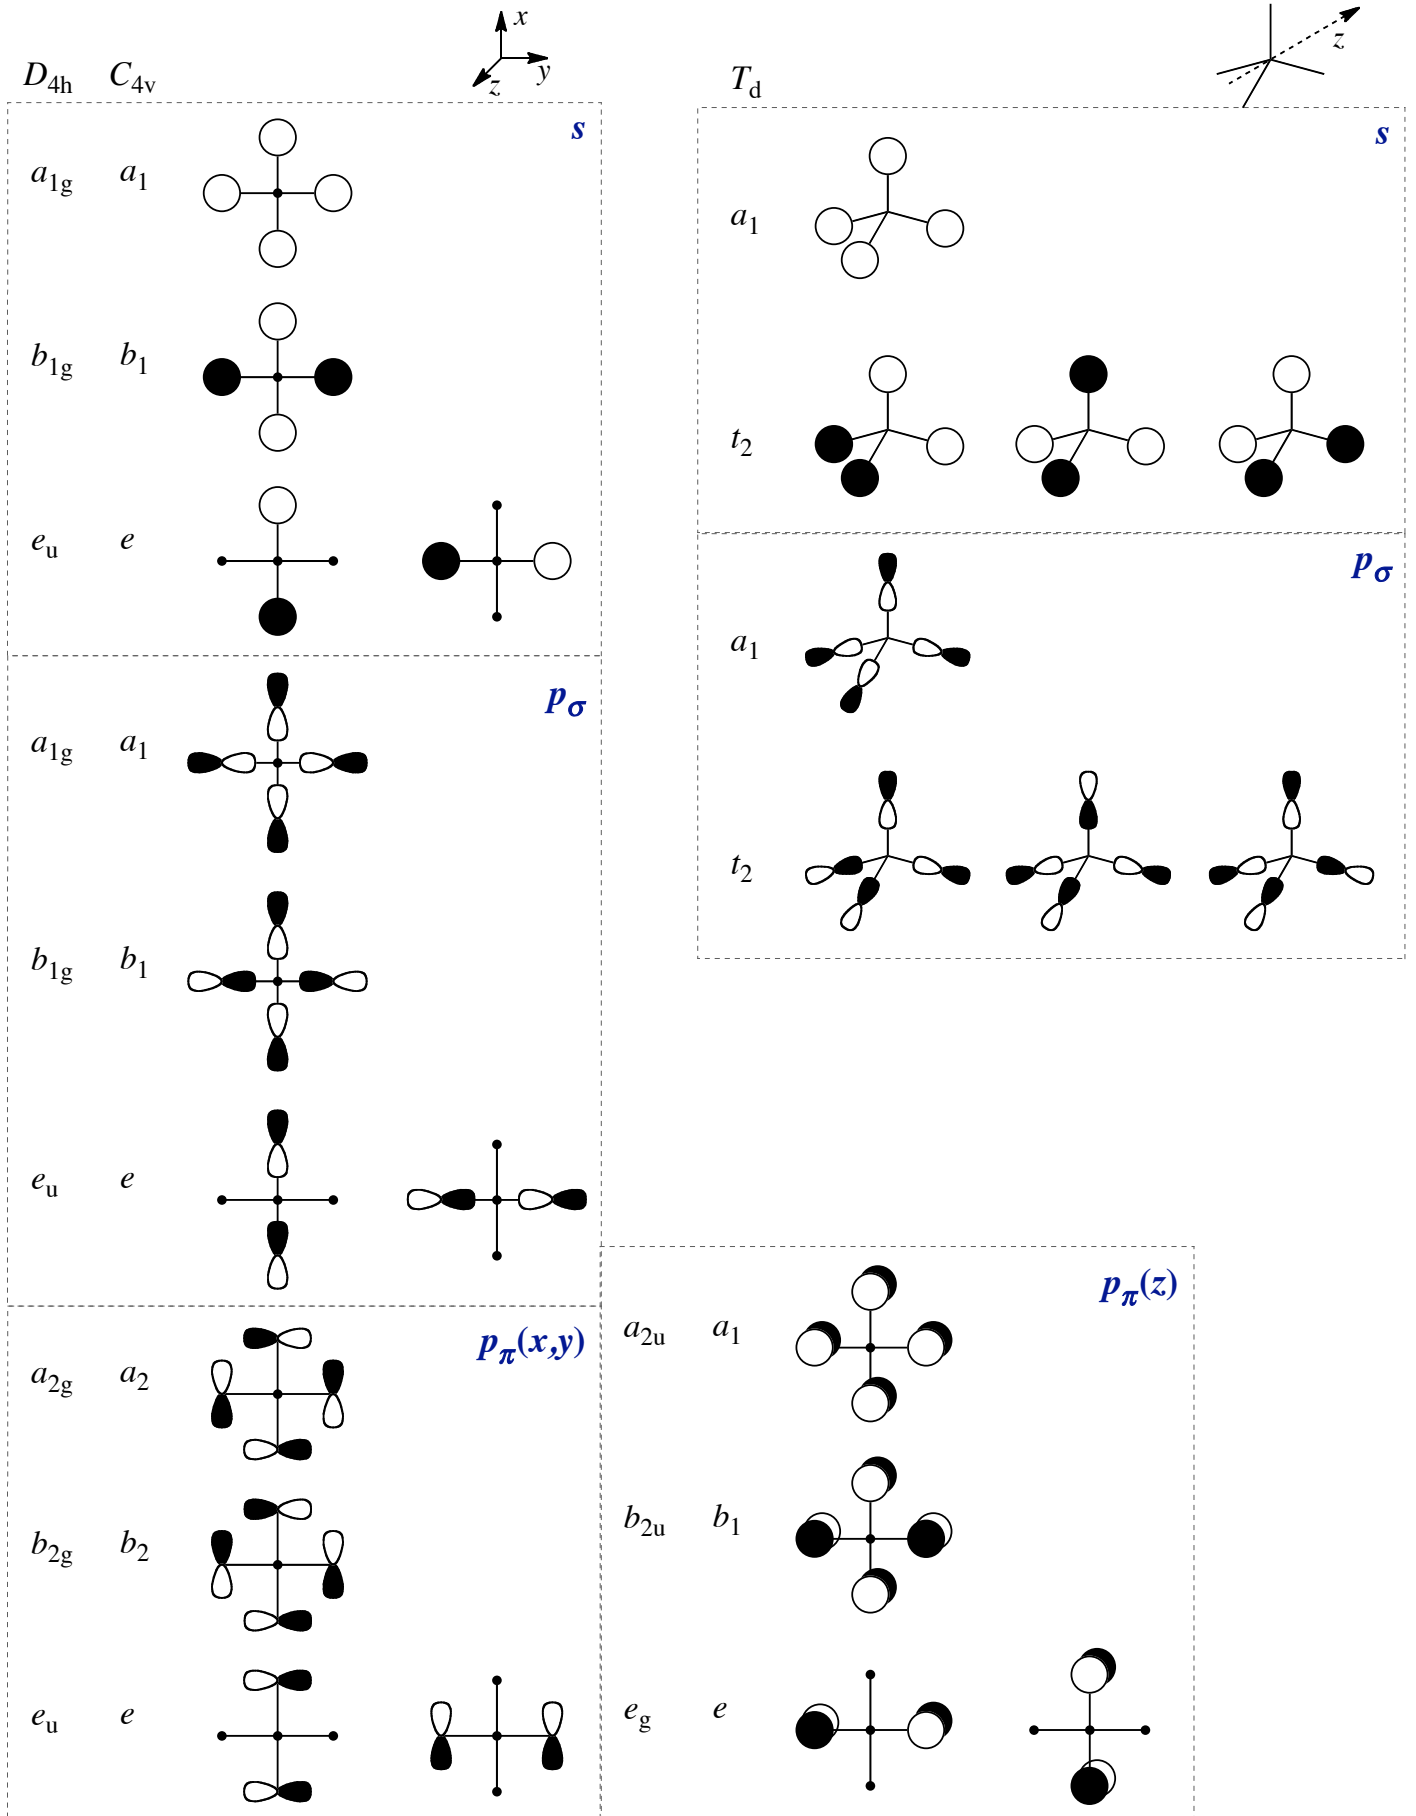 x
y
z
D4h C4v
s
a1g a1
b1g b1
eu e
pσ
a1g a1
b1g b1
eu e
pπ(x,y)
a2g a2
b2g b2
eu e
z
Td
s
a1
t2
pσ
a1
t2
pπ(z)
a2u a1
b2u b1
eg e